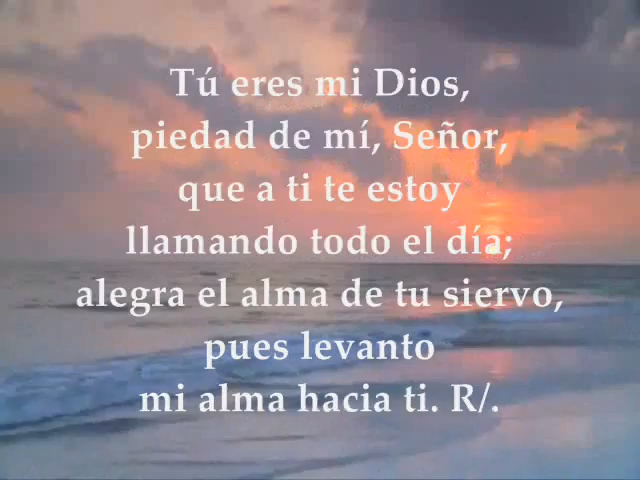 Tú eres mi Dios,
piedad de mí, Señor,
que a ti te estoy
llamando todo el día;
alegra el alma de tu siervo,
pues levanto
mi alma hacia ti. R/.